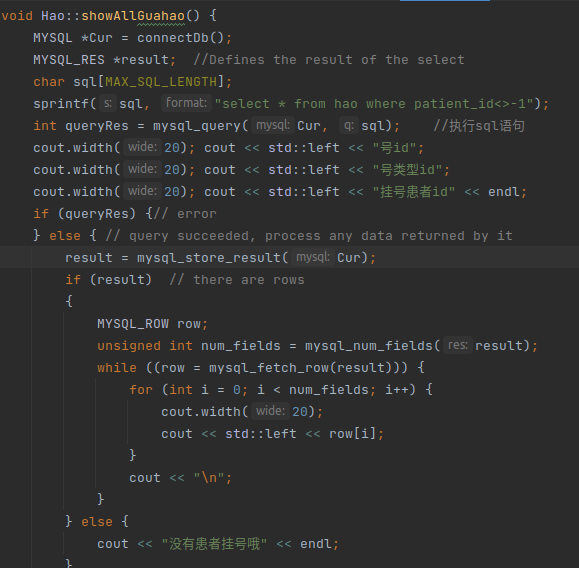 void Hao::showAllGuahao() {
    MYSQL *Cur = connectDb();
    MYSQL_RES *result;  //Defines the result of the select
    char sql[MAX_SQL_LENGTH];
    sprintf( s: sql,  format: "select * from hao where patient_id<>-1");
    int queryRes = mysql_query( mysql: Cur,  q: sql);    //执行sql语句
    cout.width( wide: 20); cout << std::left << "号id";
    cout.width( wide: 20); cout << std::left << "号类型id";
    cout.width( wide: 20); cout << std::left << "挂号患者id" << endl;
    if (queryRes) {// error
    } else { // query succeeded, process any data returned by it
        result = mysql_store_result( mysql: Cur);
        if (result)  // there are rows
        {
            MYSQL_ROW row;
            unsigned int num_fields = mysql_num_fields( res: result);
            while ((row = mysql_fetch_row(result))) {
                for (int i = 0; i < num_fields; i++) {
                    cout.width( wide: 20);
                    cout << std::left << row[i];
                }
                cout << "\n";
            }
        } else {
            cout << "没有患者挂号哦" << endl;
        }